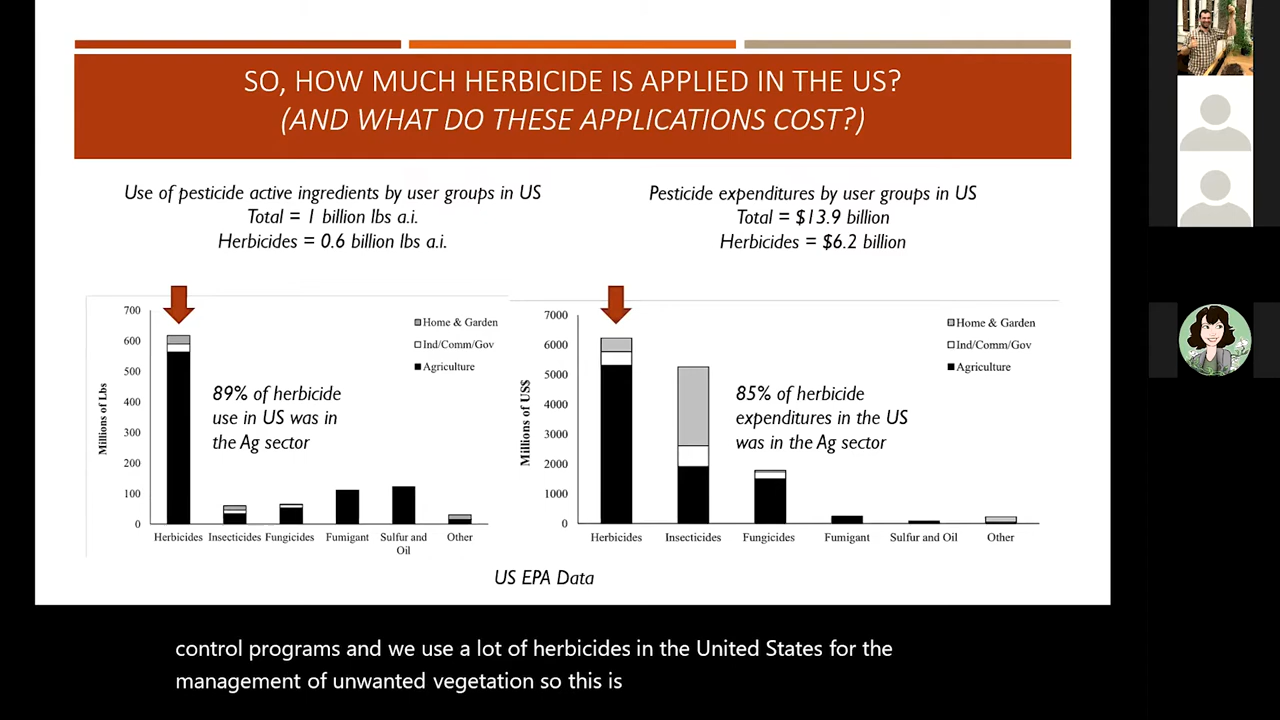 SO, HOW MUCH HERBICIDE IS APPLIED IN THE US?
(AND WHAT DO THESE APPLICATIONS COST?)
Use of pesticide active ingredients by user groups in US
Total = 1 billion lbs a.i.
Herbicides = 0.6 billion lbs a.i.
Pesticide expenditures by user groups in US
Total = $13.9 billion
Herbicides = $6.2 billion
700
600
500
400
300
200
100
0
Millions of Lbs
Home & Garden
Ind/Comm/Gov
Agriculture
89% of herbicide
use in US was in
the Ag sector
Herbicides
Insecticides
Fungicides
Fumigant
Sulfur and
Oil
Other
7000
6000
5000
4000
3000
2000
1000
0
Millions of US$
Home & Garden
Ind/Comm/Gov
Agriculture
85% of herbicide
expenditures in the US
was in the Ag sector
Herbicides
Insecticides
Fungicides
Fumigant
Sulfur and Oil
Other
US EPA Data
control programs and we use a lot of herbicides in the United States for the
management of unwanted vegetation so this is